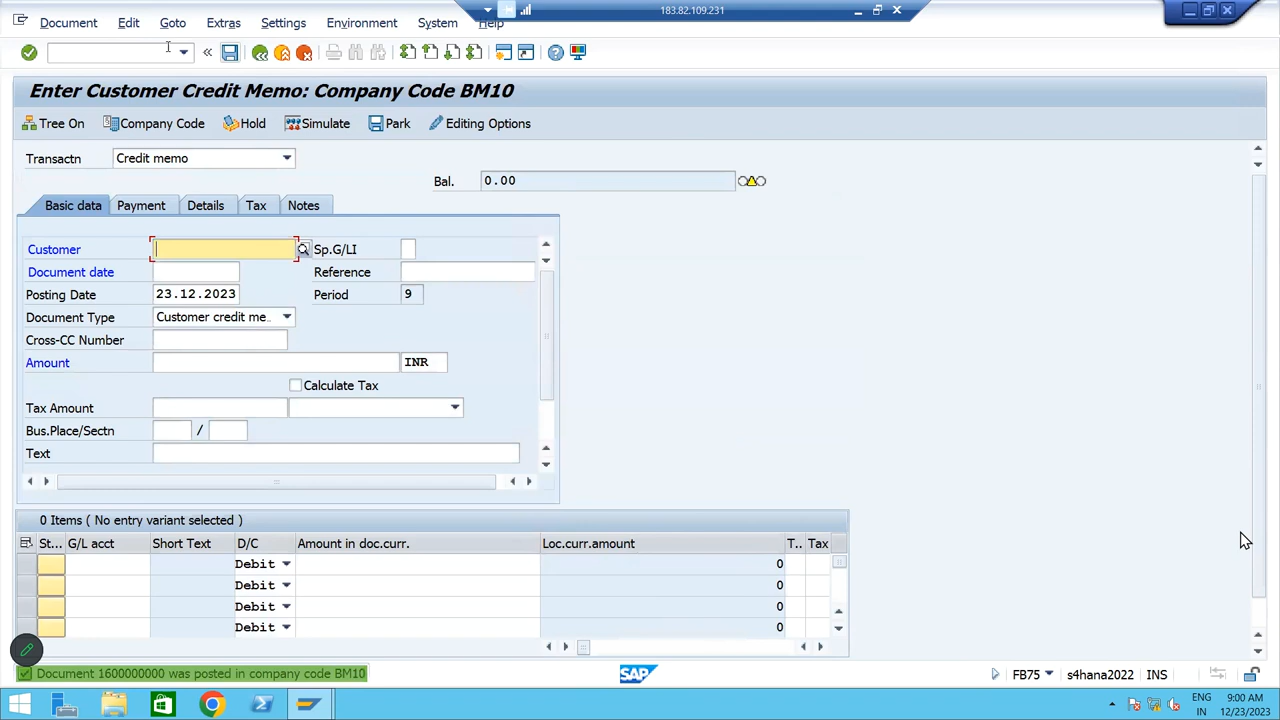 183.82.109.231
Document Edit Goto Extras Settings Environment System Help
Enter Customer Credit Memo: Company Code BM10
Tree On Company Code Hold Simulate Park Editing Options
Transactn Credit memo
Bal. 0.00
Basic data Payment Details Tax Notes
Customer Sp.G/LI
Document date Reference
Posting Date 23.12.2023 Period 9
Document Type Customer credit me..
Cross-CC Number
Amount INR
Calculate Tax
Tax Amount
Bus.Place/Sectn /
Text
0 Items ( No entry variant selected )
St... G/L acct Short Text D/C Amount in doc.curr. Loc.curr.amount T.. Tax
Debit 0
Debit 0
Debit 0
Debit 0
Document 1600000000 was posted in company code BM10 SAP FB75 s4hana2022 INS
ENG 9:00 AM
IN 12/23/2023